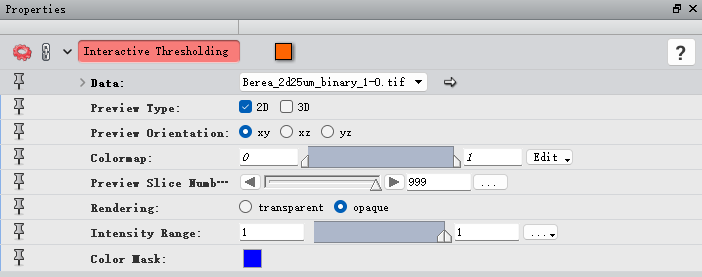 Properties
Interactive Thresholding ?
Data: Berea_2d25um_binary_1-0.tif
Preview Type: 2D 3D
Preview Orientation: xy xz yz
Colormap: 0 1 Edit
Preview Slice Numb··· 999 ...
Rendering: transparent opaque
Intensity Range: 1 1 ...
Color Mask: